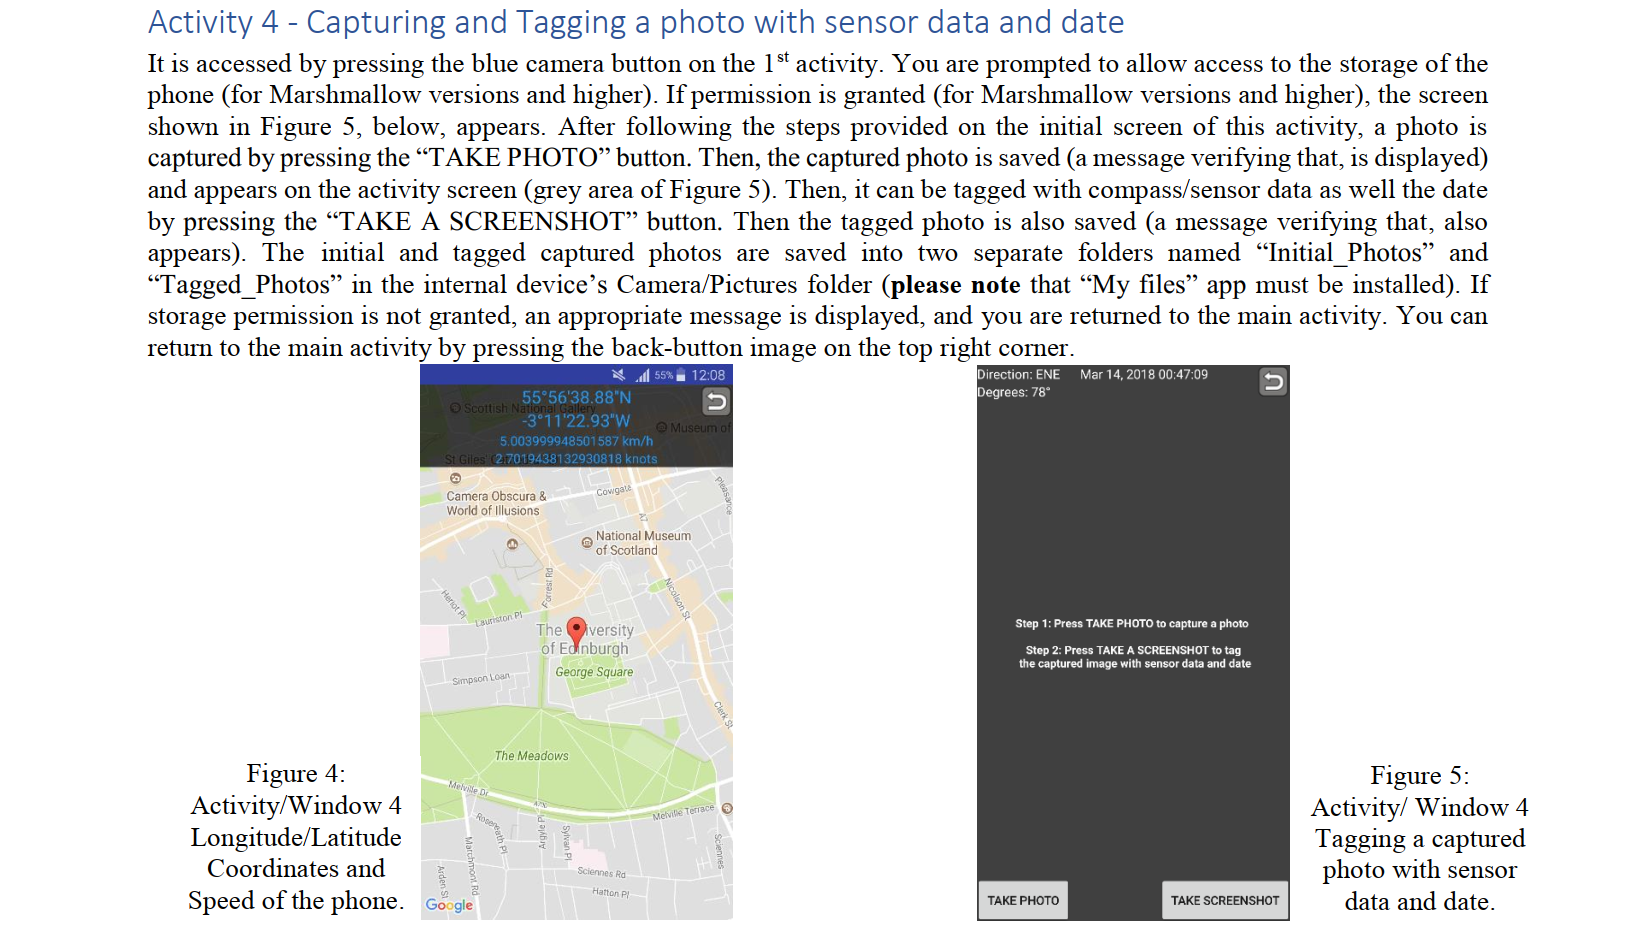 Activity 4 - Capturing and Tagging a photo with sensor data and date
It is accessed by pressing the blue camera button on the 1st activity. You are prompted to allow access to the storage of the
phone (for Marshmallow versions and higher). If permission is granted (for Marshmallow versions and higher), the screen
shown in Figure 5, below, appears. After following the steps provided on the initial screen of this activity, a photo is
captured by pressing the “TAKE PHOTO” button. Then, the captured photo is saved (a message verifying that, is displayed)
and appears on the activity screen (grey area of Figure 5). Then, it can be tagged with compass/sensor data as well the date
by pressing the “TAKE A SCREENSHOT” button. Then the tagged photo is also saved (a message verifying that, also
appears). The initial and tagged captured photos are saved into two separate folders named “Initial_Photos” and
“Tagged_Photos” in the internal device’s Camera/Pictures folder (please note that “My files” app must be installed). If
storage permission is not granted, an appropriate message is displayed, and you are returned to the main activity. You can
return to the main activity by pressing the back-button image on the top right corner.
55% 12:08
55°56'38.88"N
Scottish National Gallery
-3°11'22.93"W
Museum of
5.003999948501587 km/h
St Giles
2.7019438132930818 knots
Pleasance
Camera Obscura &
World of Illusions
Cowgate
A7
National Museum
of Scotland
Forrest Rd
Nicolson St
Heriot Pl
Lauriston Pl
The University
of Edinburgh
George Square
Simpson Loan
Clerk St
The Meadows
Melville Dr
Melville Terrace
Roseneath Pl
Argyle Pl
Sylvan Pl
Marchmont Rd
Sciennes
Sciennes Rd
Arden St
Hatton Pl
Google
Figure 4:
Activity/Window 4
Longitude/Latitude
Coordinates and
Speed of the phone.
Direction: ENE Mar 14, 2018 00:47:09
Degrees: 78°
Step 1: Press TAKE PHOTO to capture a photo
Step 2: Press TAKE A SCREENSHOT to tag
the captured image with sensor data and date
TAKE PHOTO TAKE SCREENSHOT
Figure 5:
Activity/ Window 4
Tagging a captured
photo with sensor
data and date.